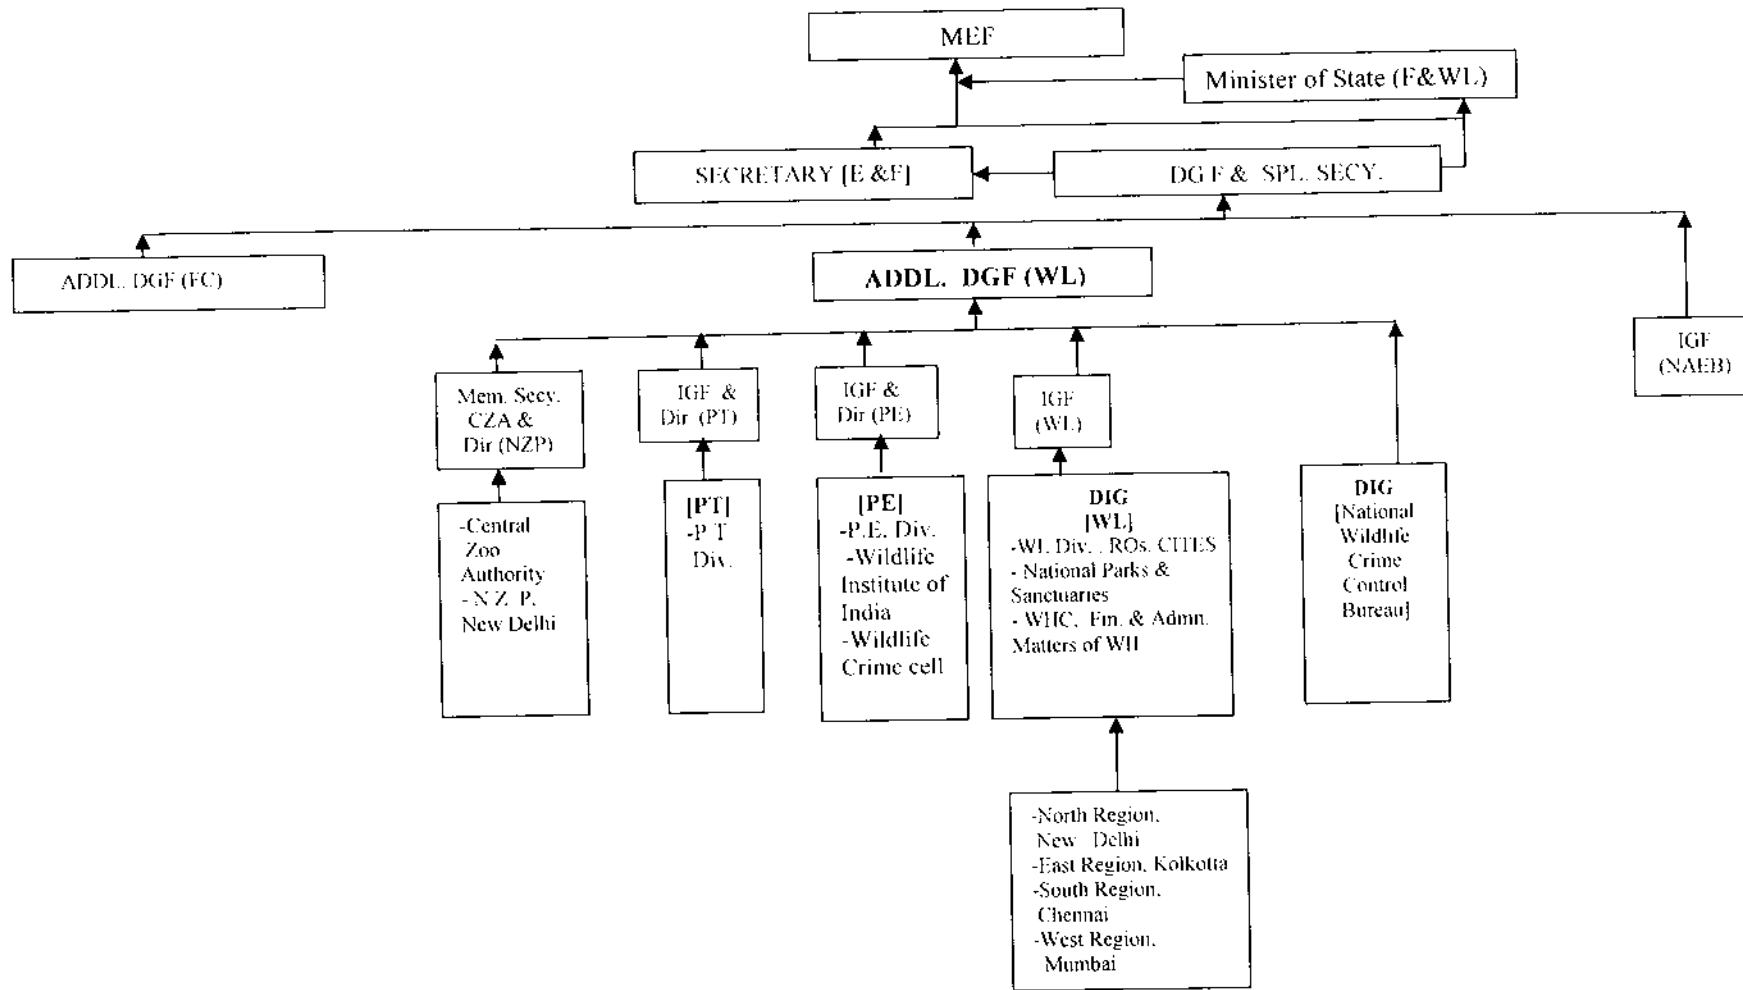 MEF
Minister of State (F&WL)
SECRETARY [E &F]
DG F & SPL. SECY.
ADDL. DGF (FC)
ADDL. DGF (WL)
IGF
(NAEB)
Mem. Secy.
CZA &
Dir (NZP)
IGF &
Dir (PT)
IGF &
Dir (PE)
IGF
(WL)
-Central
Zoo
Authority
- N.Z.P.
New Delhi
[PT]
-P.T.
Div.
[PE]
-P.E. Div.
-Wildlife
Institute of
India
-Wildlife
Crime cell
DIG
[WL]
-WL Div., ROs. CITES
- National Parks &
Sanctuaries
- WHC, Fin. & Admn.
Matters of WII
DIG
[National
Wildlife
Crime
Control
Bureau]
-North Region,
New Delhi
-East Region, Kolkotta
-South Region,
Chennai
-West Region,
Mumbai